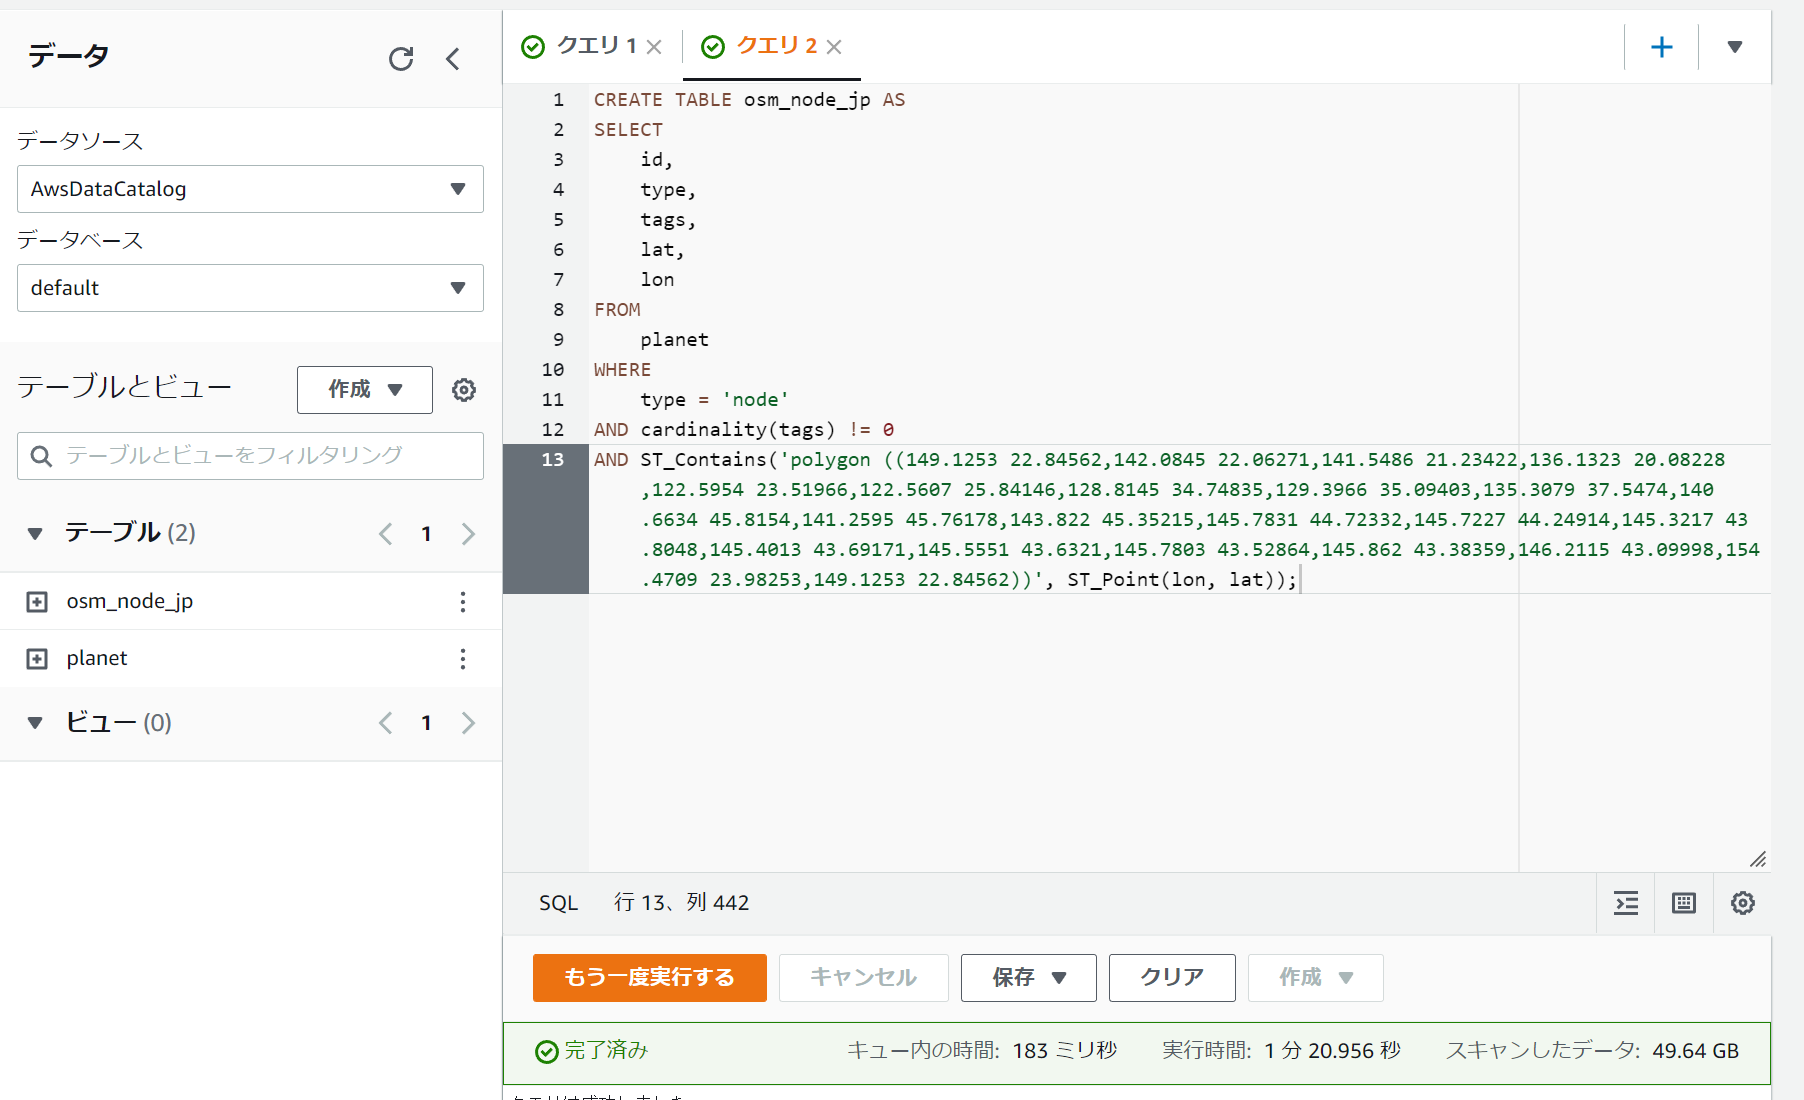 データ
データソース
AwsDataCatalog
データベース
default
テーブルとビュー
作成
テーブルとビューをフィルタリング
テーブル (2)
1
osm_node_jp
planet
ビュー (0)
1
クエリ 1
クエリ 2
1 CREATE TABLE osm_node_jp AS
2 SELECT
3 id,
4 type,
5 tags,
6 lat,
7 lon
8 FROM
9 planet
10 WHERE
11 type = 'node'
12 AND cardinality(tags) != 0
13 AND ST_Contains('polygon ((149.1253 22.84562,142.0845 22.06271,141.5486 21.23422,136.1323 20.08228
,122.5954 23.51966,122.5607 25.84146,128.8145 34.74835,129.3966 35.09403,135.3079 37.5474,140
.6634 45.8154,141.2595 45.76178,143.822 45.35215,145.7831 44.72332,145.7227 44.24914,145.3217 43
.8048,145.4013 43.69171,145.5551 43.6321,145.7803 43.52864,145.862 43.38359,146.2115 43.09998,154
.4709 23.98253,149.1253 22.84562))', ST_Point(lon, lat));
SQL 行 13、列 442
もう一度実行する キャンセル 保存 クリア 作成
完了済み キュー内の時間: 183 ミリ秒 実行時間: 1 分 20.956 秒 スキャンしたデータ: 49.64 GB